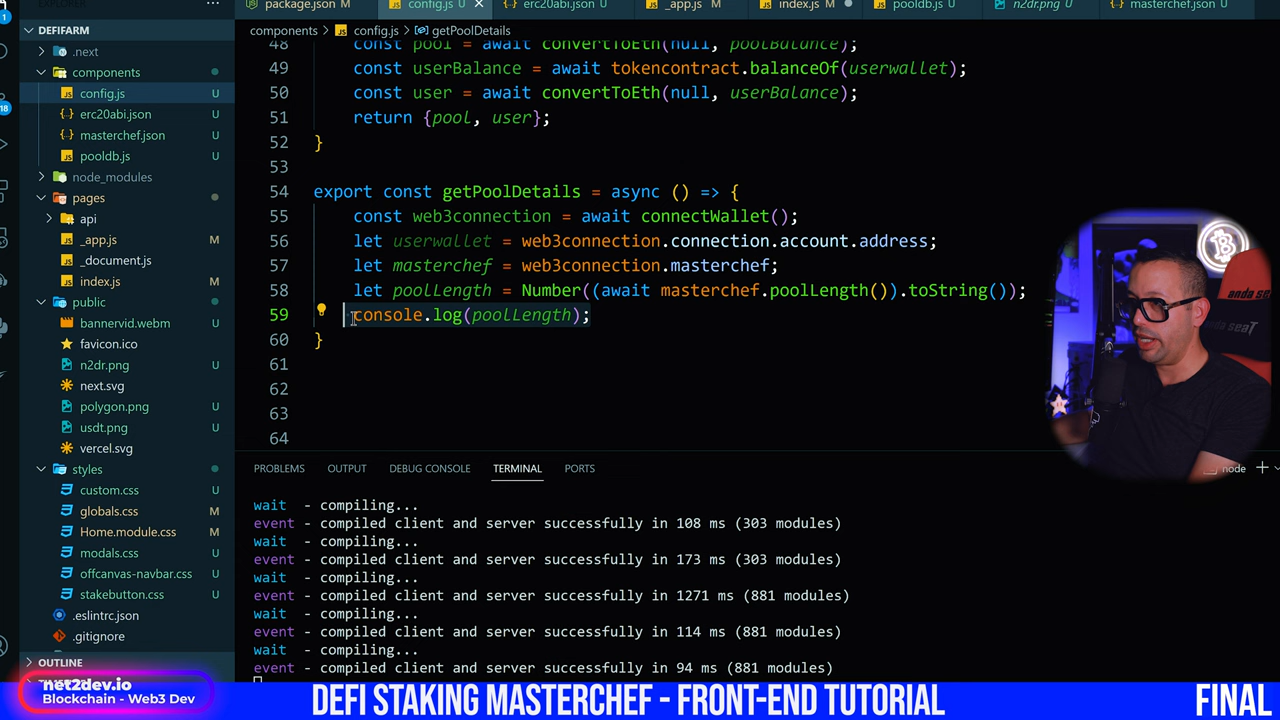 EXPLORER
···
package.json
config.js U ×
erc20abi.json U
_app.js M
index.js
pooldb.js U
n2dr.png U
masterchef.json U
DEFIFARM
components > config.js > getPoolDetails
.next
components
config.js U
erc20abi.json U
masterchef.json U
pooldb.js U
node_modules
pages
api
_app.js M
_document.js
index.js M
public
bannervid.webm U
favicon.ico
n2dr.png U
next.svg
polygon.png U
usdt.png U
vercel.svg
styles
custom.css U
globals.css M
Home.module.css M
modals.css U
offcanvas-navbar.css U
stakebutton.css U
.eslintrc.json
.gitignore
OUTLINE
48 const pool = await convertToEth(null, poolBalance);
49 const userBalance = await tokencontract.balanceOf(userwallet);
50 const user = await convertToEth(null, userBalance);
51 return {pool, user};
52 }
53
54 export const getPoolDetails = async () => {
55 const web3connection = await connectWallet();
56 let userwallet = web3connection.connection.account.address;
57 let masterchef = web3connection.masterchef;
58 let poolLength = Number((await masterchef.poolLength()).toString());
59 console.log(poolLength);
60 }
61
62
63
64
PROBLEMS OUTPUT DEBUG CONSOLE TERMINAL PORTS
node
wait - compiling...
event - compiled client and server successfully in 108 ms (303 modules)
wait - compiling...
event - compiled client and server successfully in 173 ms (303 modules)
wait - compiling...
event - compiled client and server successfully in 1271 ms (881 modules)
wait - compiling...
event - compiled client and server successfully in 114 ms (881 modules)
wait - compiling...
event - compiled client and server successfully in 94 ms (881 modules)
anda seaT
net2dev.io
Blockchain - Web3 Dev
DEFI STAKING MASTERCHEF - FRONT-END TUTORIAL
FINAL